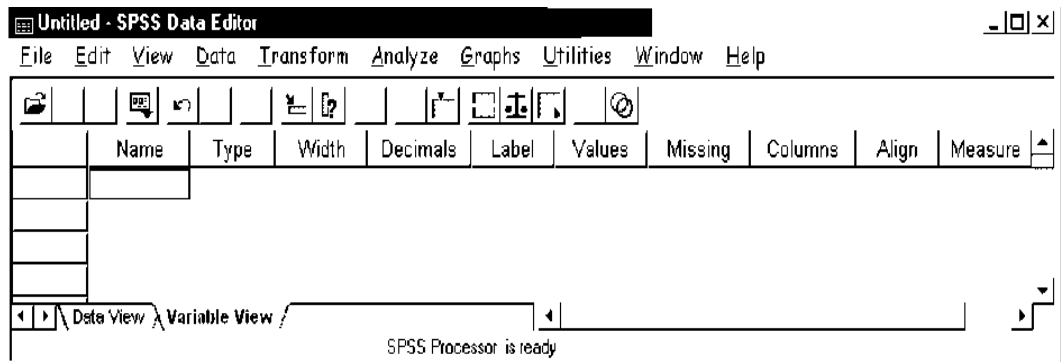 Untitled - SPSS Data Editor
File Edit View Data Transform Analyze Graphs Utilities Window Help
Name Type Width Decimals Label Values Missing Columns Align Measure
Data View Variable View
SPSS Processor is ready